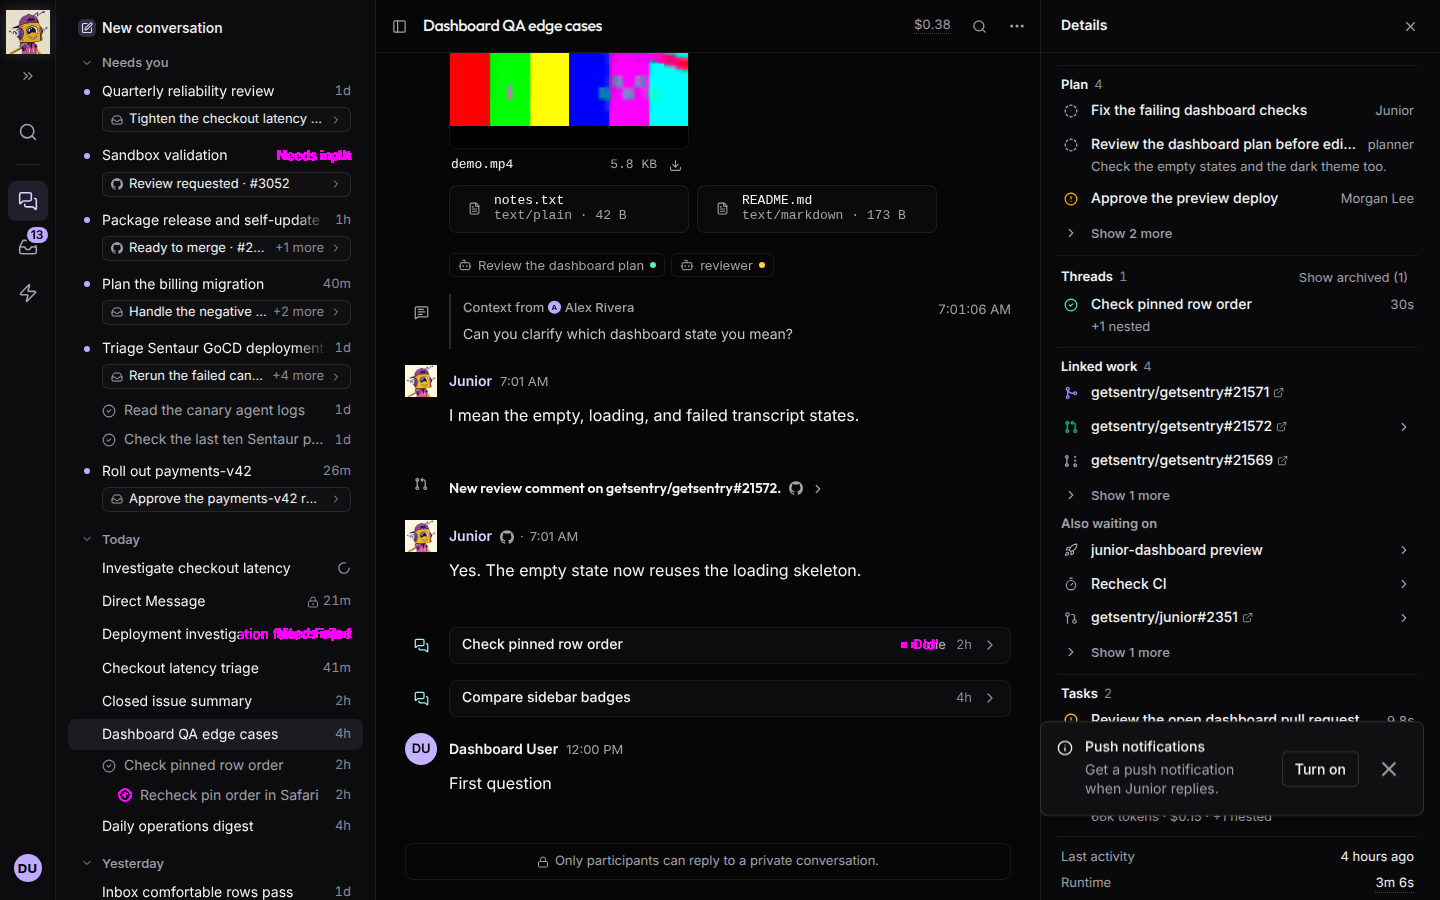 New conversation
Needs you
Quarterly reliability review 1d
Tighten the checkout latency ...
Sandbox validation
Review requested · #3052
Package release and self-update 1h
Ready to merge · #2... +1 more
Plan the billing migration 40m
Handle the negative ... +2 more
Triage Sentaur GoCD deployment 1d
Rerun the failed can... +4 more
Read the canary agent logs 1d
Check the last ten Sentaur p... 1d
Roll out payments-v42 26m
Approve the payments-v42 r...
Today
Investigate checkout latency
Direct Message 21m
Deployment investigation
Checkout latency triage 41m
Closed issue summary 2h
Dashboard QA edge cases 4h
Check pinned row order 2h
Recheck pin order in Safari 2h
Daily operations digest 4h
Yesterday
Inbox comfortable rows pass 1d
13
DU
Dashboard QA edge cases $0.38
demo.mp4 5.8 KB
notes.txt
text/plain · 42 B
README.md
text/markdown · 173 B
Review the dashboard plan
reviewer
Context from A Alex Rivera 7:01:06 AM
Can you clarify which dashboard state you mean?
Junior 7:01 AM
I mean the empty, loading, and failed transcript states.
New review comment on getsentry/getsentry#21572.
Junior · 7:01 AM
Yes. The empty state now reuses the loading skeleton.
Check pinned row order 2h
Compare sidebar badges 4h
DU Dashboard User 12:00 PM
First question
Only participants can reply to a private conversation.
Details
Plan 4
Fix the failing dashboard checks Junior
Review the dashboard plan before edi... planner
Check the empty states and the dark theme too.
Approve the preview deploy Morgan Lee
Show 2 more
Threads 1 Show archived (1)
Check pinned row order 30s
+1 nested
Linked work 4
getsentry/getsentry#21571
getsentry/getsentry#21572
getsentry/getsentry#21569
Show 1 more
Also waiting on
junior-dashboard preview
Recheck CI
getsentry/junior#2351
Show 1 more
Tasks 2
Review the open dashboard pull request 9.8s
Push notifications
Get a push notification
when Junior replies.
Turn on
66k tokens · $0.15 · +1 nested
Last activity 4 hours ago
Runtime 3m 6s